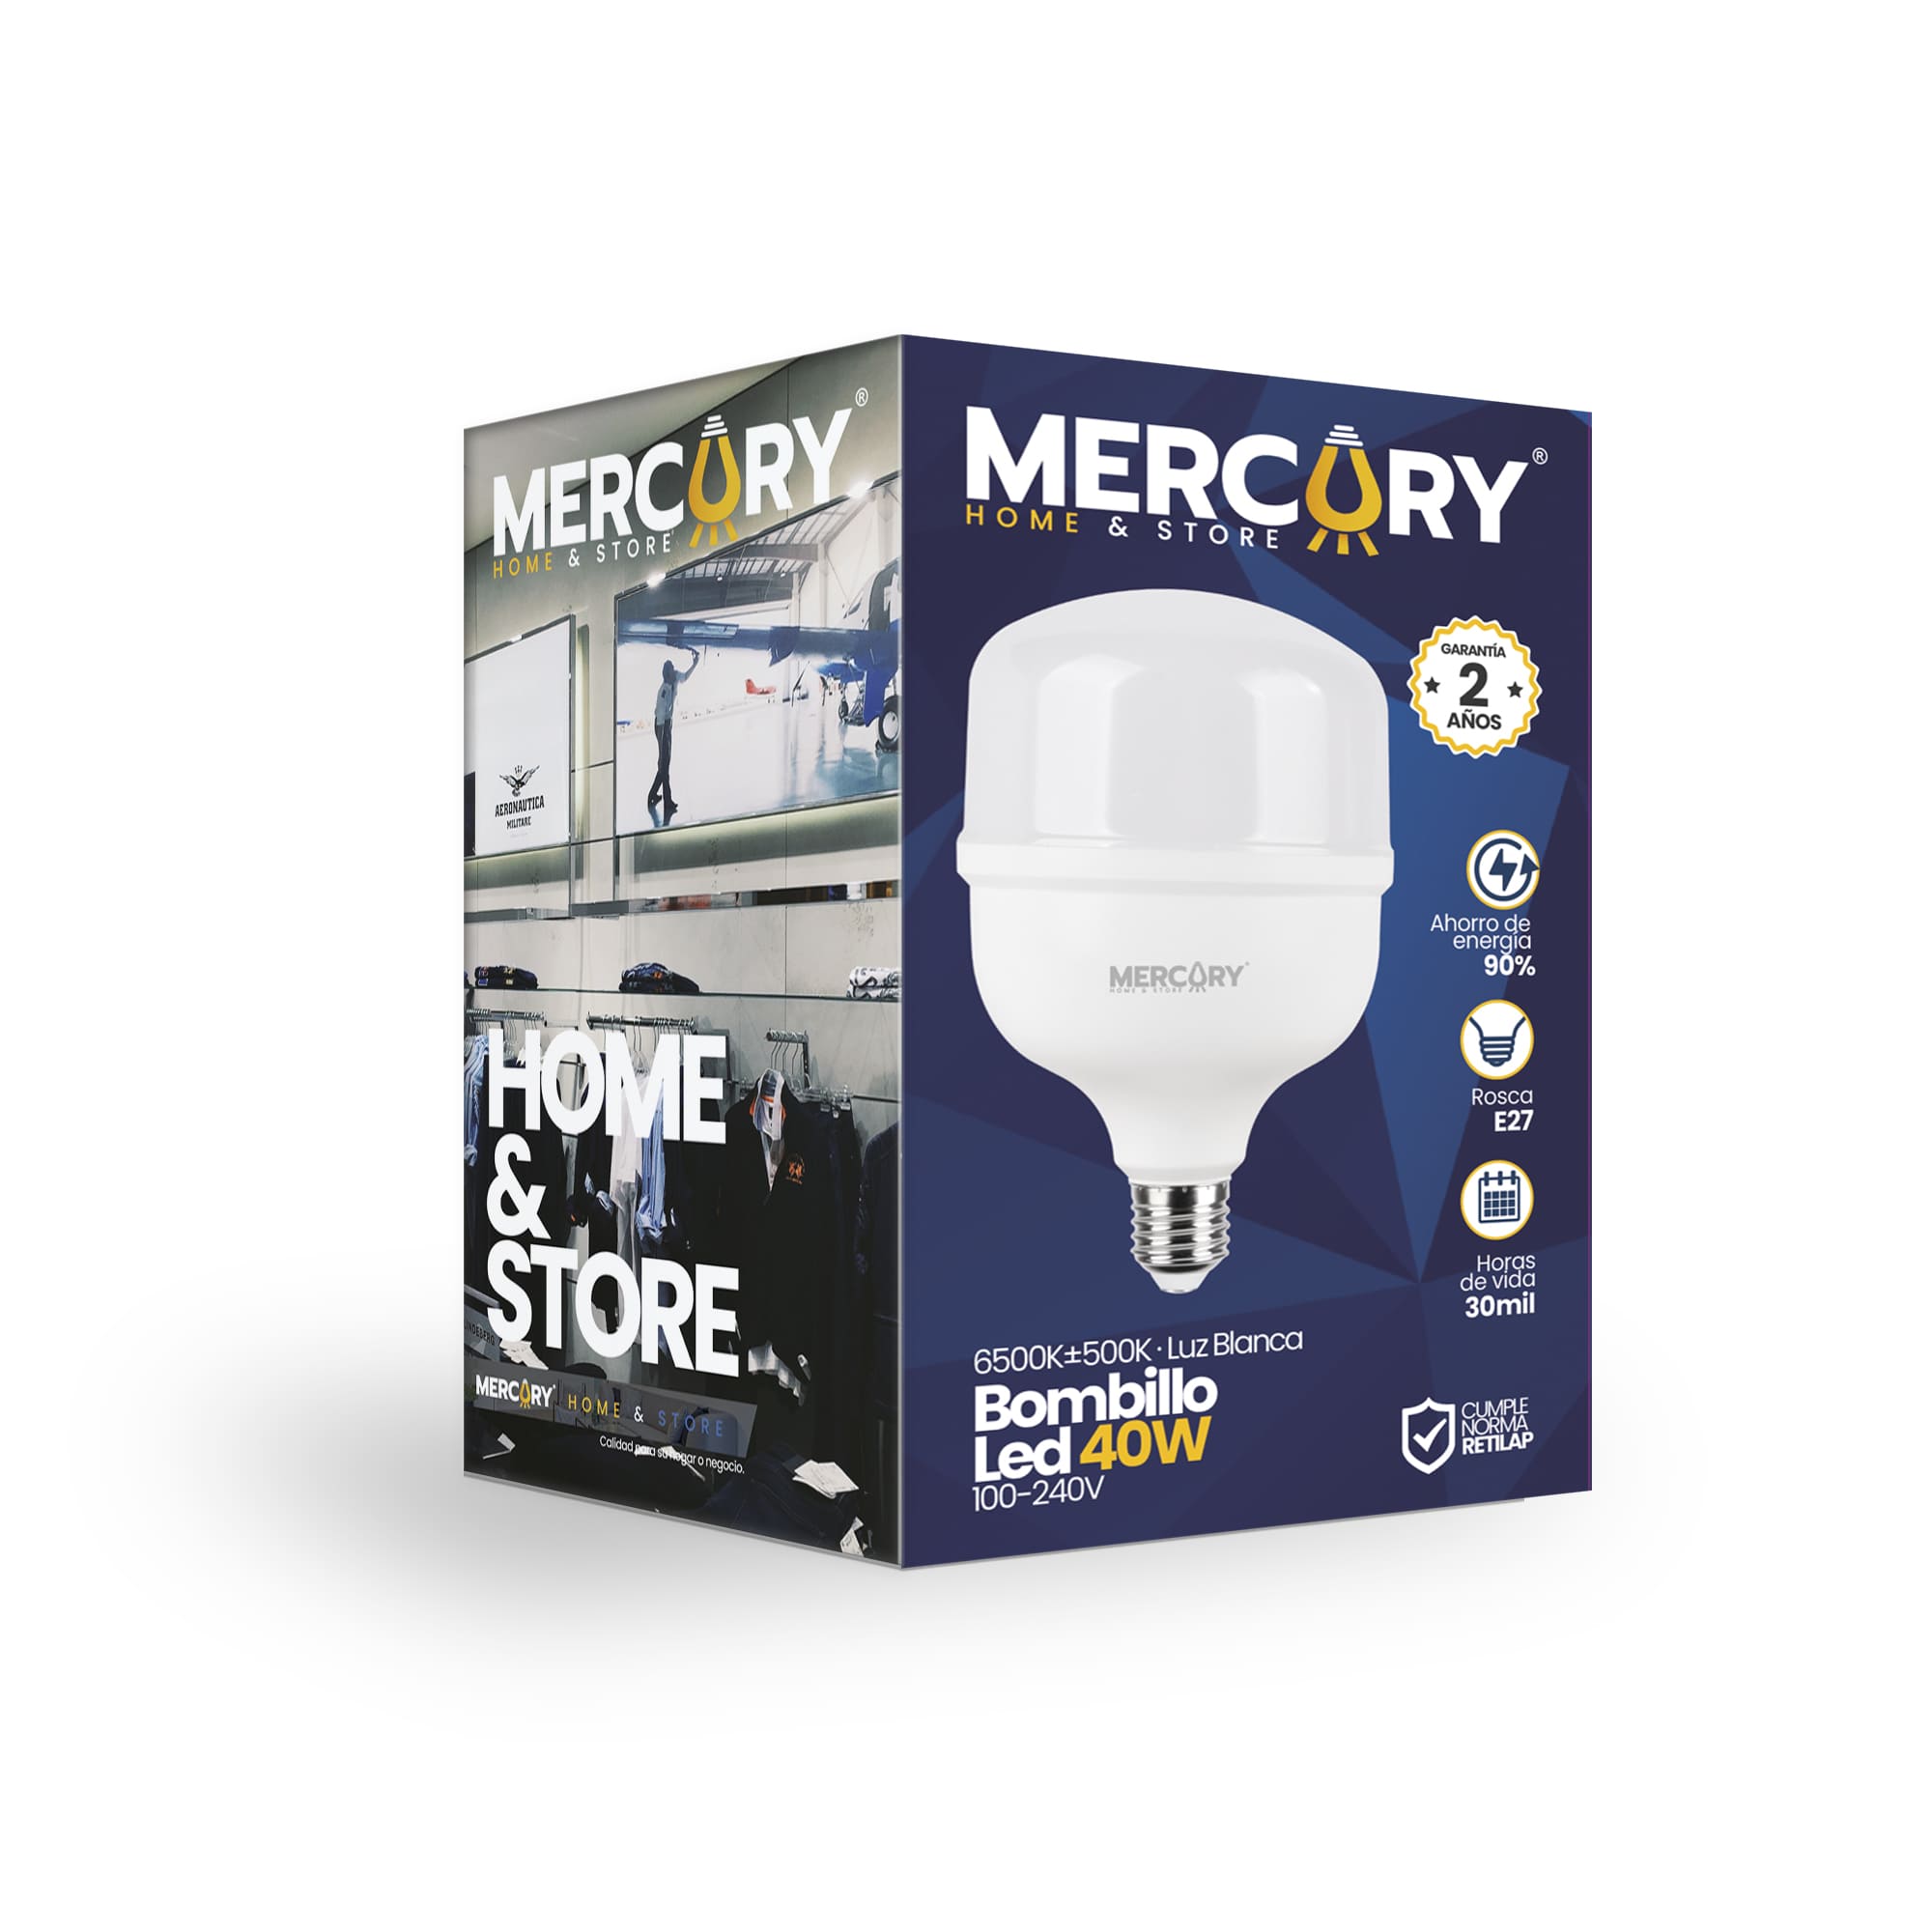 MERCURY®
HOME & STORE
AERONAUTICA
MILITARE
HOME
&
STORE
MERCURY HOME & STORE
Calidad para su hogar o negocio.
MERCURY®
HOME & STORE
GARANTÍA
2
AÑOS
MERCURY
HOME & STORE
Ahorro de
energía
90%
Rosca
E27
Horas
de vida
30mil
6500K±500K · Luz Blanca
Bombillo
Led 40W
100-240V
CUMPLE
NORMA
RETILAP